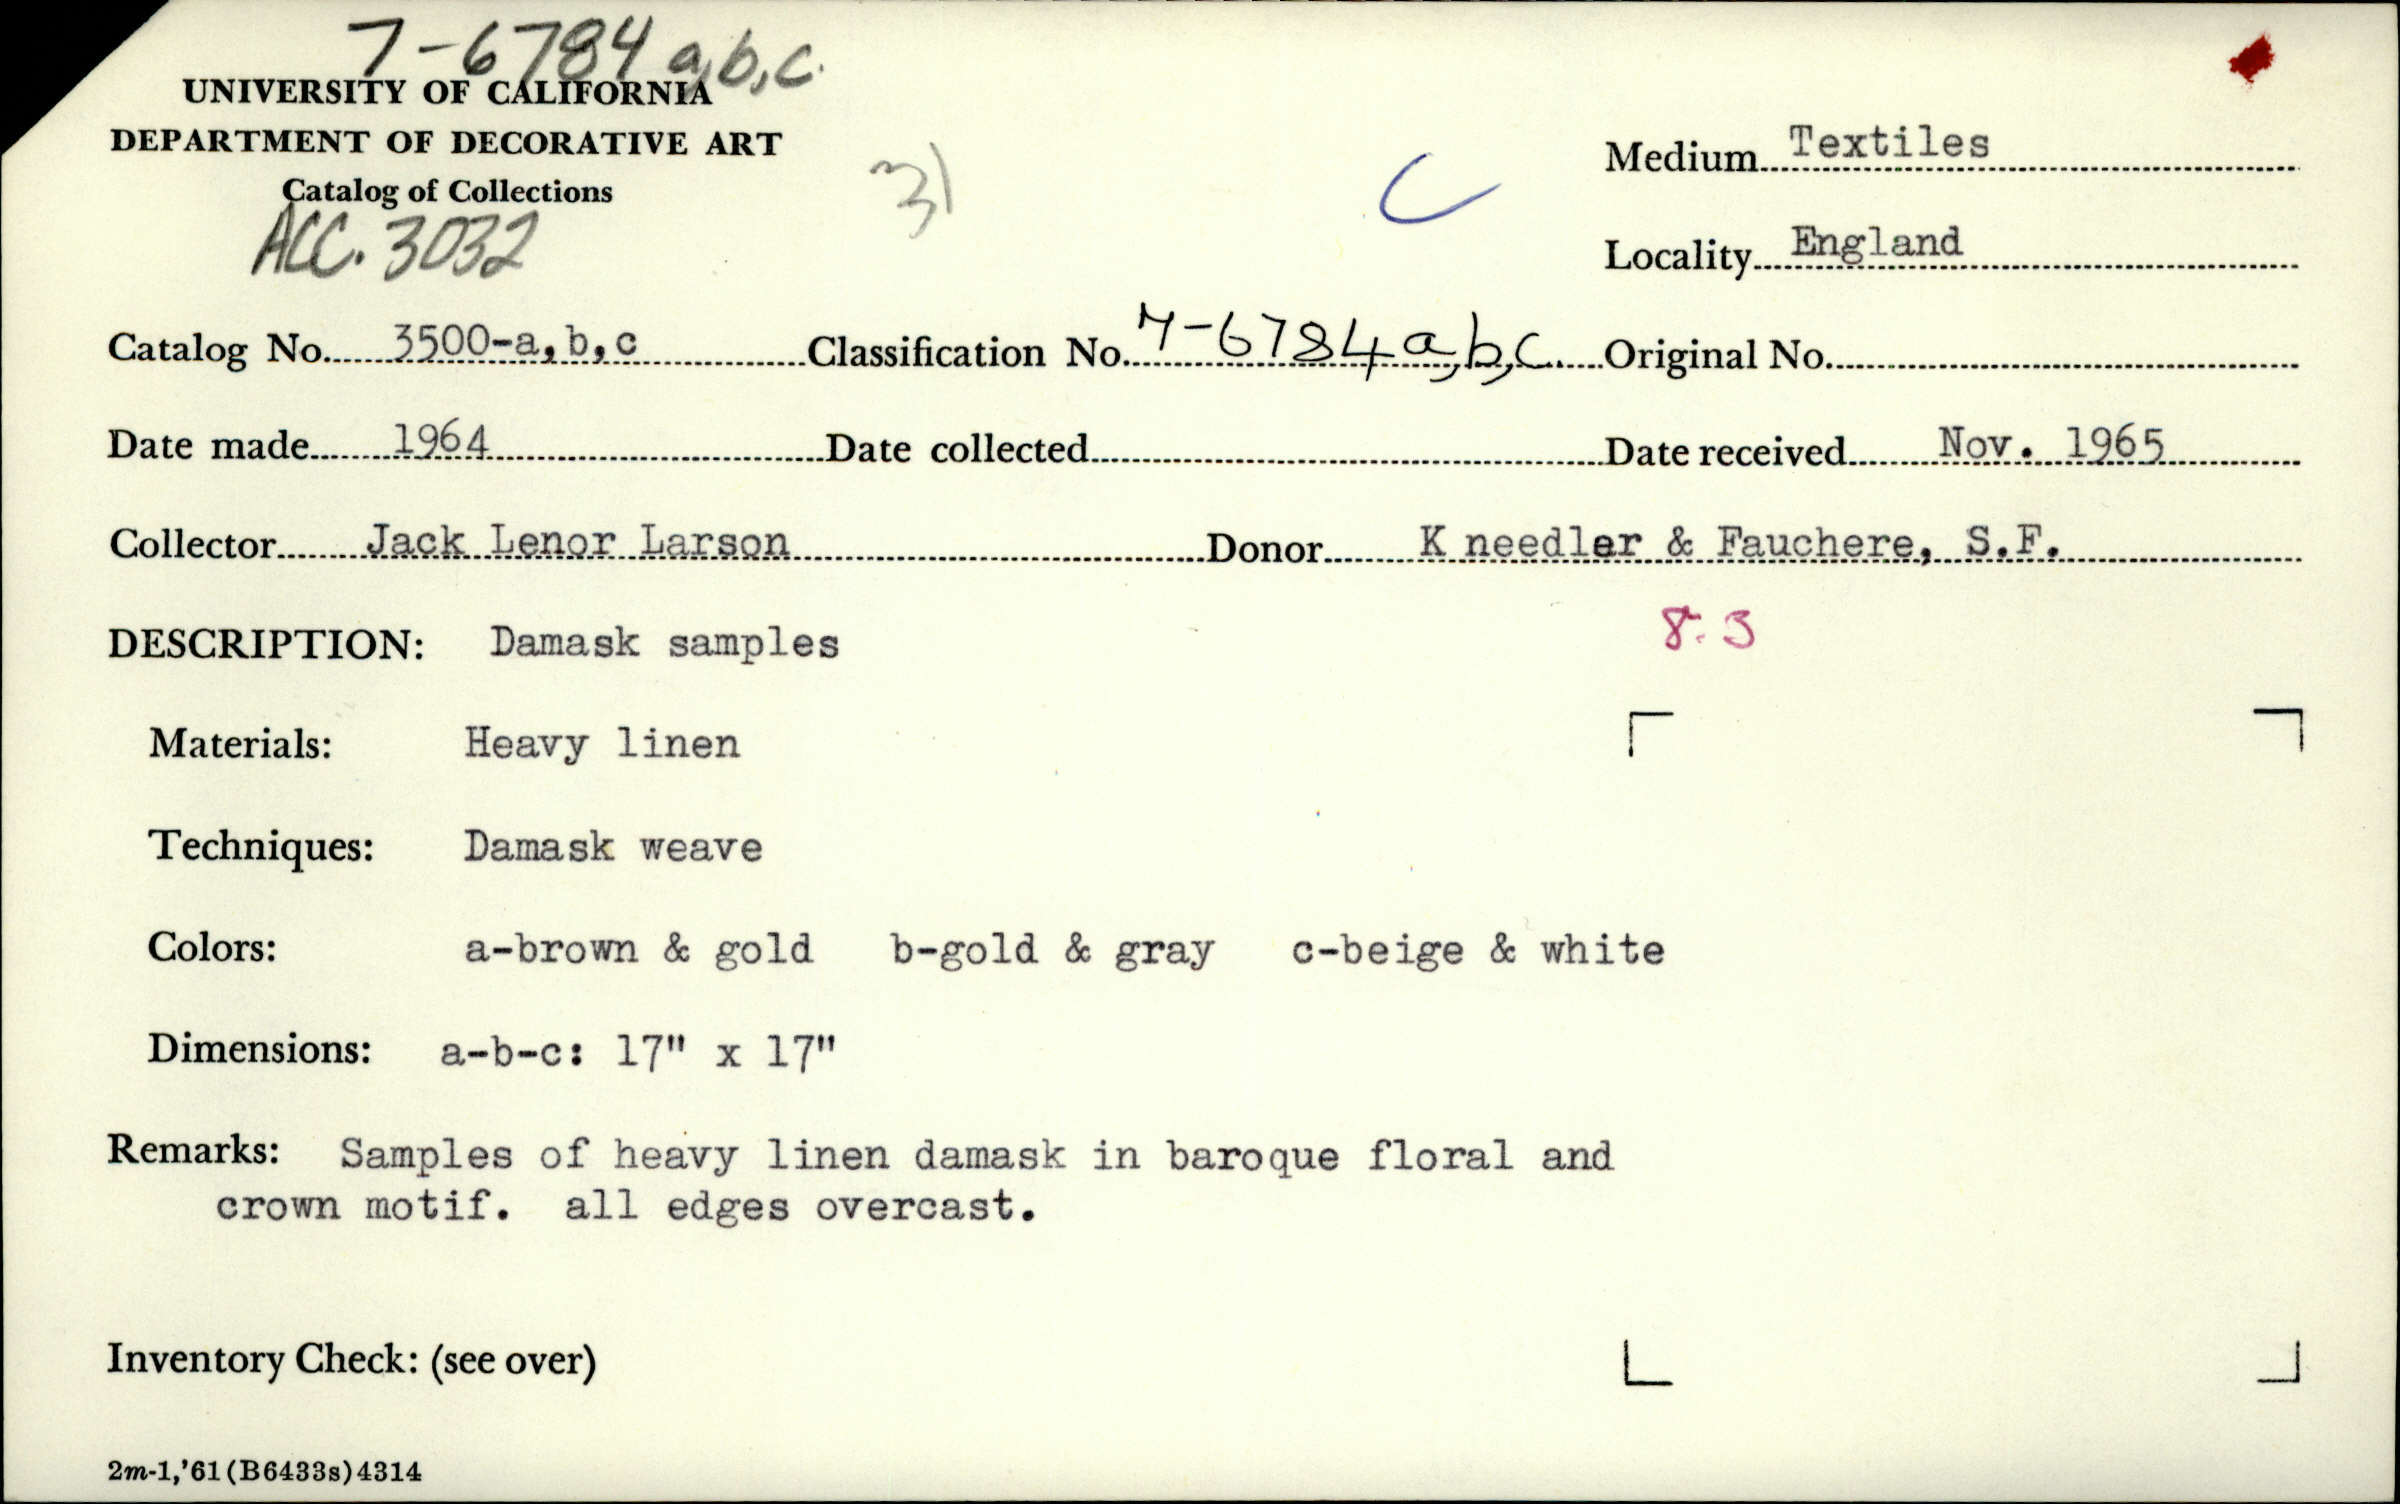 7-6784 a,b,c.
UNIVERSITY OF CALIFORNIA
DEPARTMENT OF DECORATIVE ART
Catalog of Collections
ACC. 3032
3)
C
Medium Textiles
Locality England
Catalog No. 3500-a,b,c Classification No. 7-6784 a,b,c. Original No.
Date made 1964 Date collected Date received Nov. 1965
Collector Jack Lenor Larson Donor K needler & Fauchere, S.F.
DESCRIPTION: Damask samples
8.3
Materials: Heavy linen
Techniques: Damask weave
Colors: a-brown & gold b-gold & gray c-beige & white
Dimensions: a-b-c: 17" x 17"
Remarks: Samples of heavy linen damask in baroque floral and
crown motif. all edges overcast.
Inventory Check: (see over)
2m-1,'61(B6433s)4314